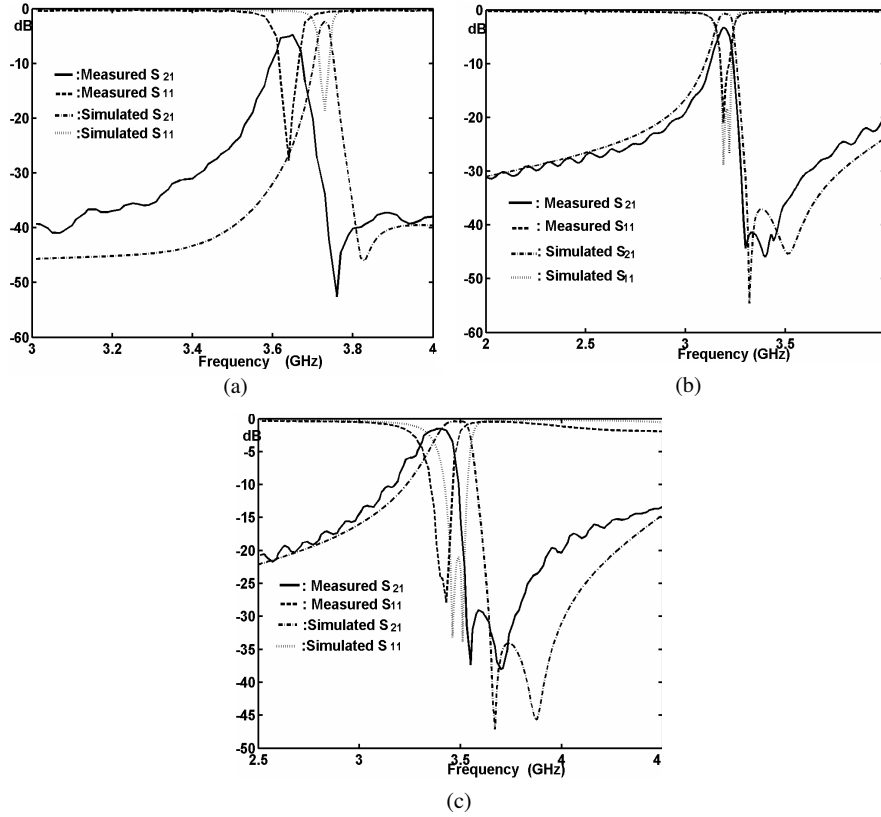 0
dB
-10
-20
-30
-40
-50
-60
:Measured S21
:Measured S11
:Simulated S21
:Simulated S11
3 3.2 3.4 3.6 3.8 4
Frequency (GHz)
(a)
0
dB
-10
-20
-30
-40
-50
-60
: Measured S21
: Measured S11
: Simulated S21
: Simulated S11
2 2.5 3 3.5
Frequency (GHz)
(b)
0
dB
-5
-10
-15
-20
-25
-30
-35
-40
-45
-50
: Measured S21
: Measured S11
:Simulated S21
:Simulated S11
2.5 3 3.5 4 4
Frequency (GHz)
(c)